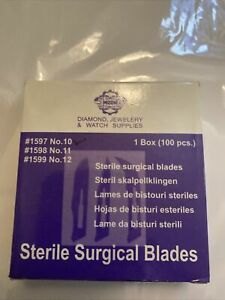 DIAMOND, JEWELERY
& WATCH SUPPLIES
#1597 No.10
#1598 No.11
#1599 No.12
1 Box (100 pcs.)
Sterile surgical blades
Steril skalpellklingen
Lames de bistouri steriles
Hojas de bisturi esteriles
Lame da bisturi sterili
Sterile Surgical Blades